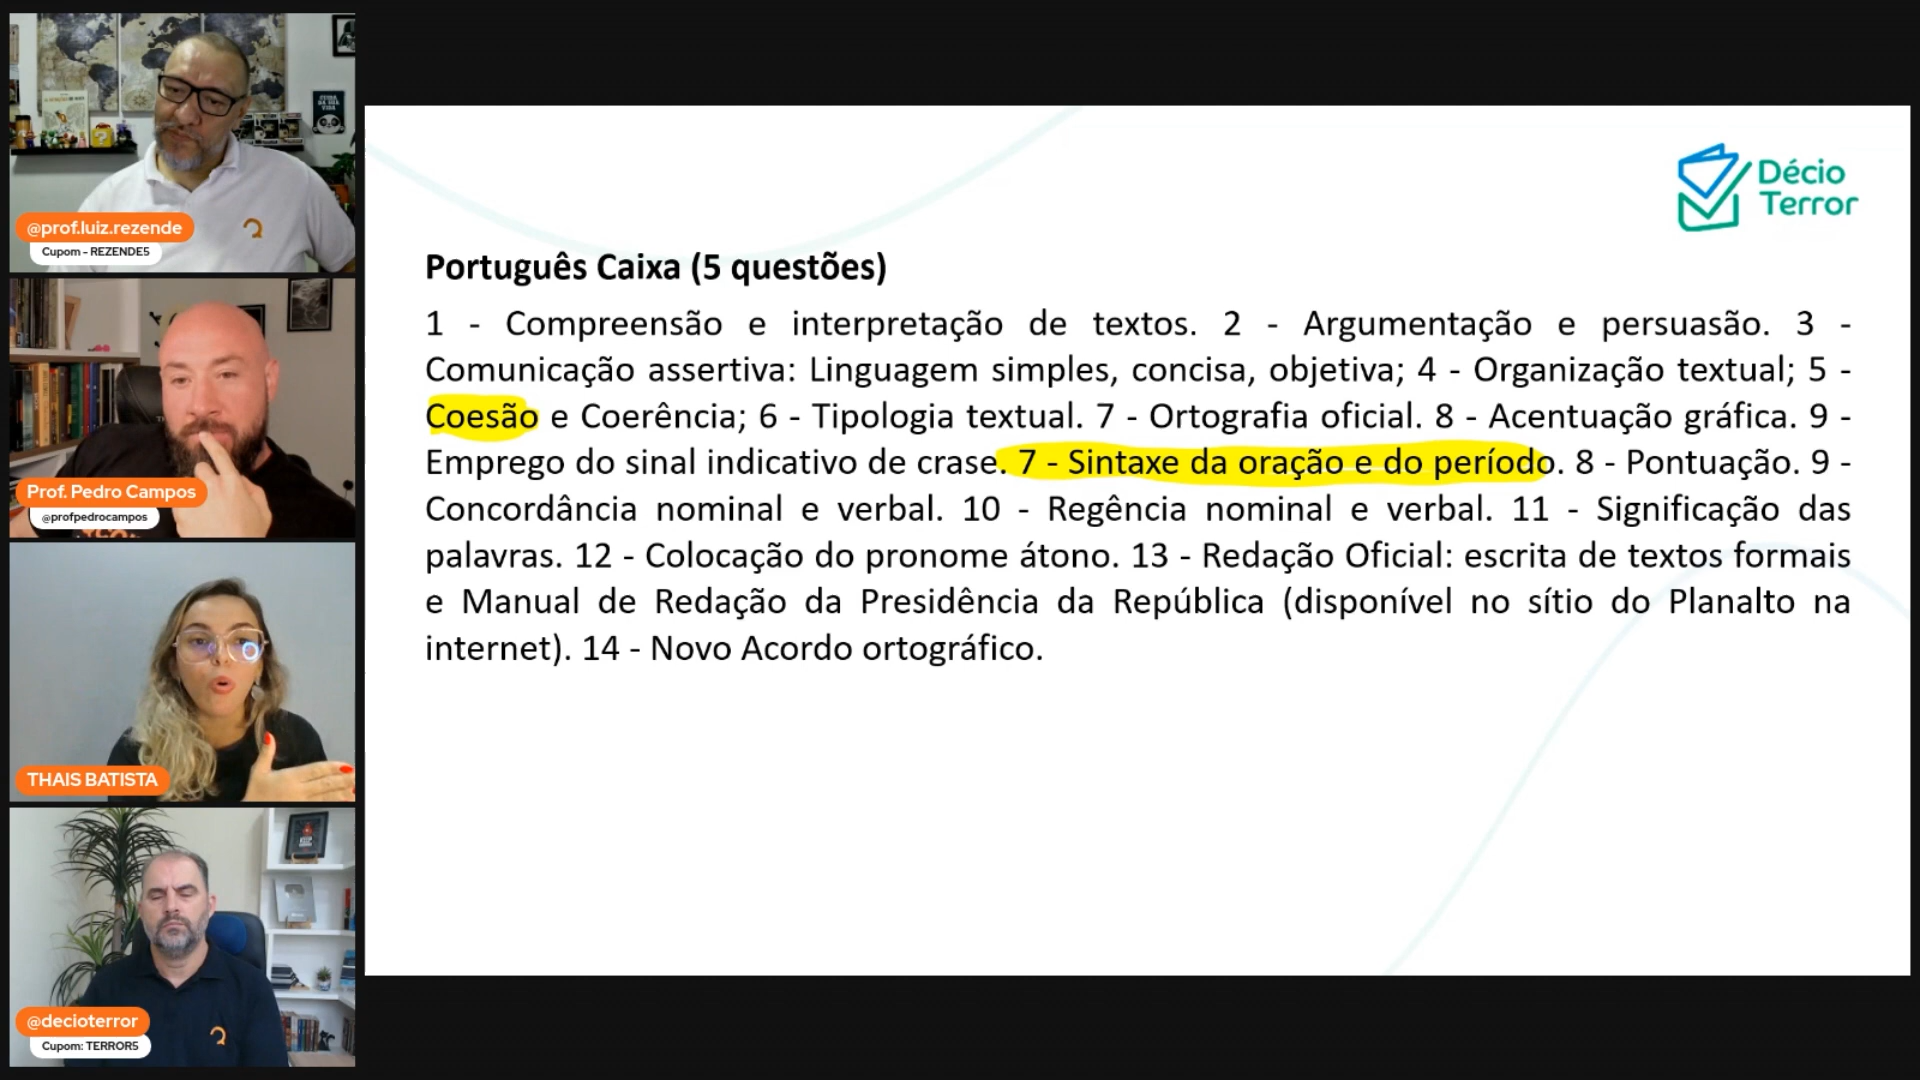 @prof.luiz.rezende
Cupom - REZENDE5
Prof. Pedro Campos
@profpedrocampos
THAIS BATISTA
@decioterror
Cupom: TERROR5
Décio
Terror
Português Caixa (5 questões)
1 - Compreensão e interpretação de textos. 2 - Argumentação e persuasão. 3 -
Comunicação assertiva: Linguagem simples, concisa, objetiva; 4 - Organização textual; 5 -
Coesão e Coerência; 6 - Tipologia textual. 7 - Ortografia oficial. 8 - Acentuação gráfica. 9 -
Emprego do sinal indicativo de crase. 7 - Sintaxe da oração e do período. 8 - Pontuação. 9 -
Concordância nominal e verbal. 10 - Regência nominal e verbal. 11 - Significação das
palavras. 12 - Colocação do pronome átono. 13 - Redação Oficial: escrita de textos formais
e Manual de Redação da Presidência da República (disponível no sítio do Planalto na
internet). 14 - Novo Acordo ortográfico.